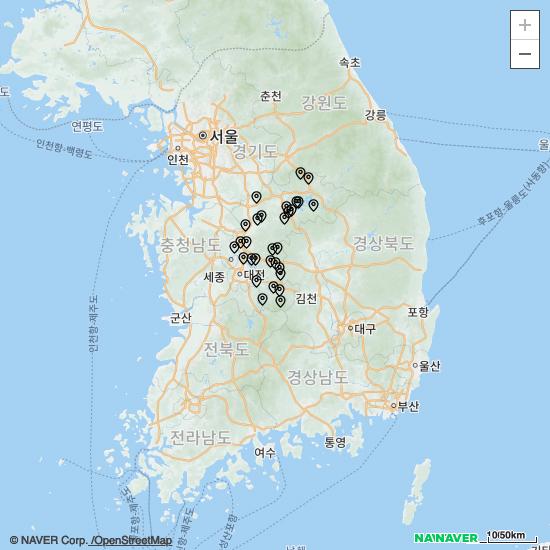 +
−
속초
춘천
강원도
강릉
도
연평도
서울
울
인천
경기도
인천항-백령도
후포항-울릉도(사동항)
충청남도
경상북도
세종
대전
인천항-제주도
군산
김천
포항
대구
전북도
울산
경상남도
부산
전라남도
통영
여수
© NAVER Corp. /OpenStreetMap
NAVER
10/50km